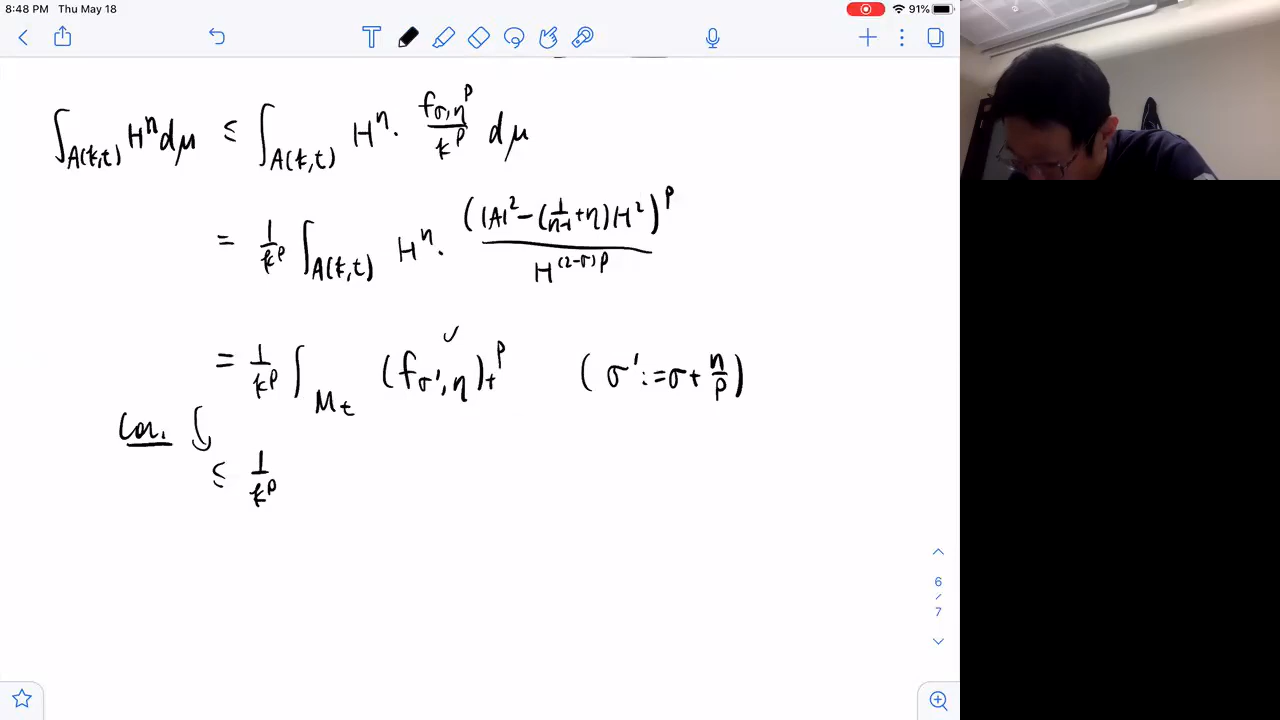 8:48 PM Thu May 18 91%
∫_{A(k,t)} H^n dμ ≤ ∫_{A(k,t)} H^n · f_{σ,η}^p / k^p dμ
= 1/k^p ∫_{A(k,t)} H^n · (|A|^2 - (1/(n-1) + η) H^2)^p / H^{(2-σ)p}
= 1/k^p ∫_{M_t} (f_{σ',η})_+^p (σ' := σ + n/p)
Cor.
≤ 1/k^p
6
/
7